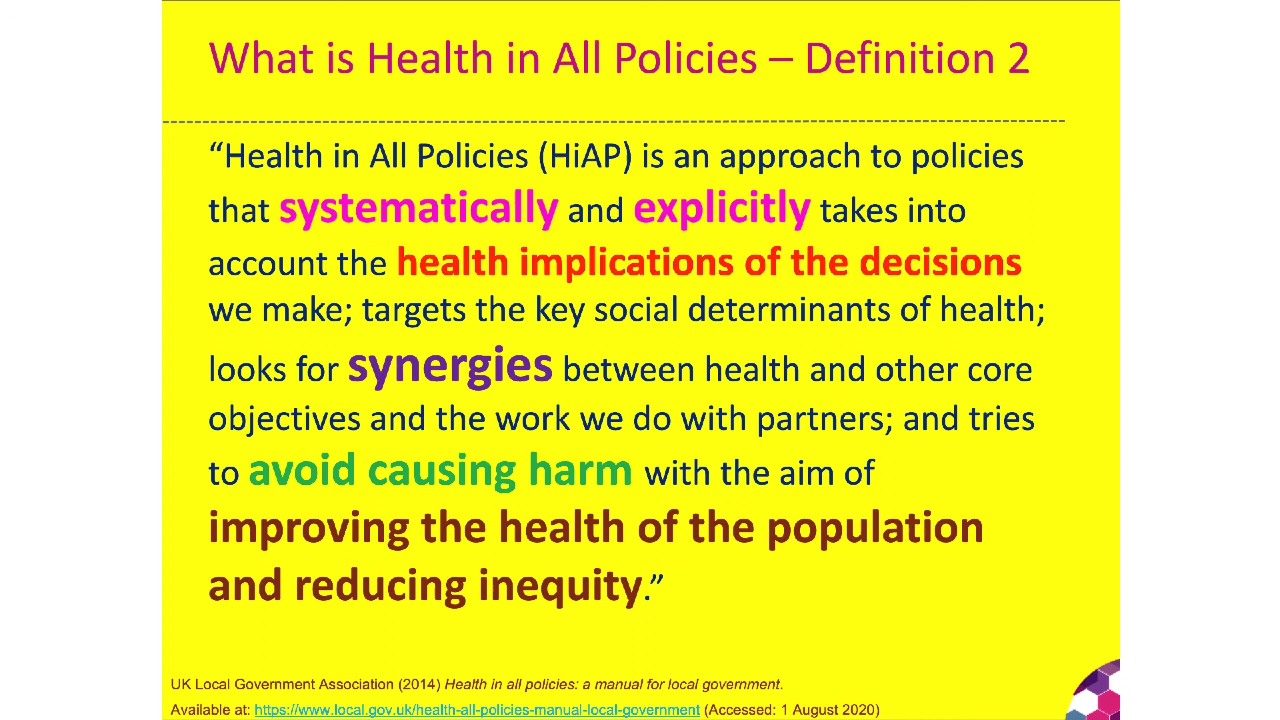 What is Health in All Policies – Definition 2
“Health in All Policies (HiAP) is an approach to policies
that systematically and explicitly takes into
account the health implications of the decisions
we make; targets the key social determinants of health;
looks for synergies between health and other core
objectives and the work we do with partners; and tries
to avoid causing harm with the aim of
improving the health of the population
and reducing inequity.”
UK Local Government Association (2014) Health in all policies: a manual for local government.
Available at: https://www.local.gov.uk/health-all-policies-manual-local-government (Accessed: 1 August 2020)